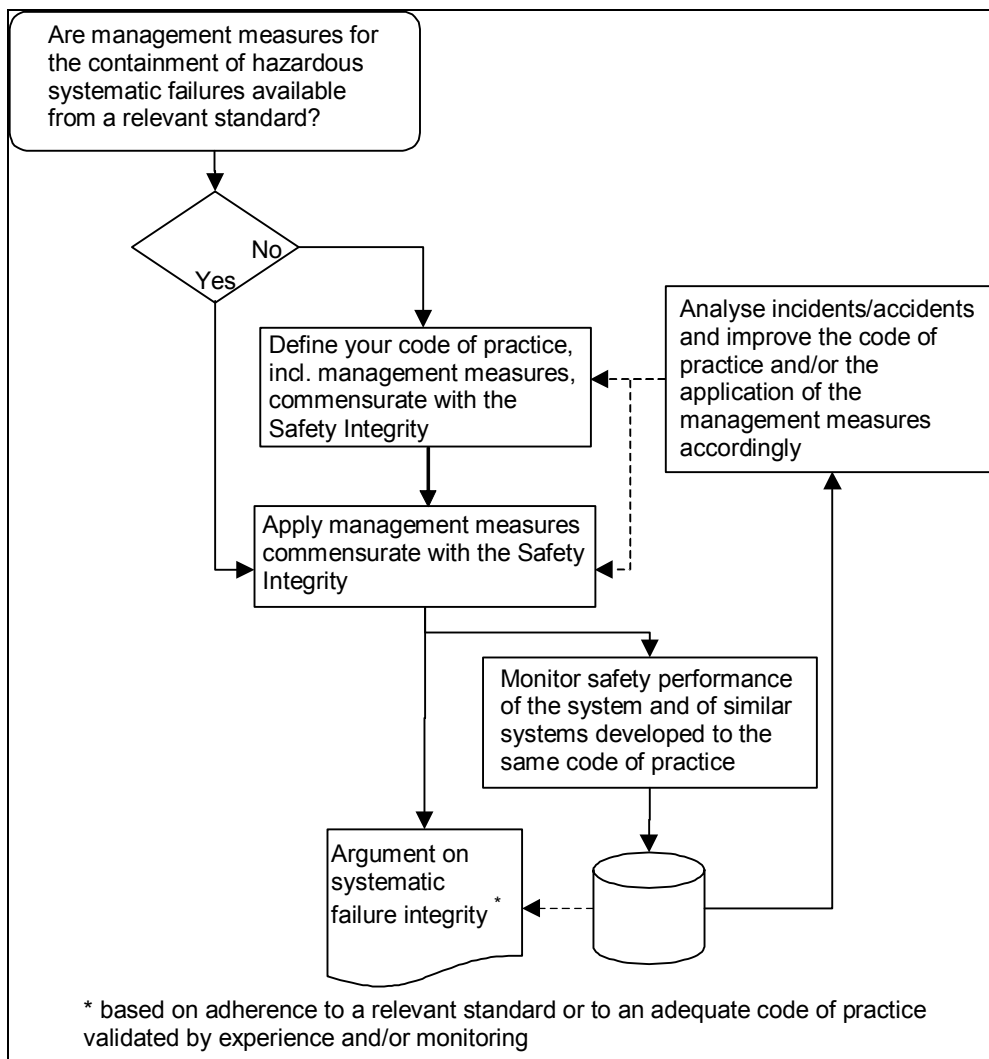 Are management measures for
the containment of hazardous
systematic failures available
from a relevant standard?
No
Yes
Define your code of practice,
incl. management measures,
commensurate with the
Safety Integrity
Analyse incidents/accidents
and improve the code of
practice and/or the
application of the
management measures
accordingly
Apply management measures
commensurate with the Safety
Integrity
Monitor safety performance
of the system and of similar
systems developed to the
same code of practice
Argument on
systematic
failure integrity *
* based on adherence to a relevant standard or to an adequate code of practice
validated by experience and/or monitoring